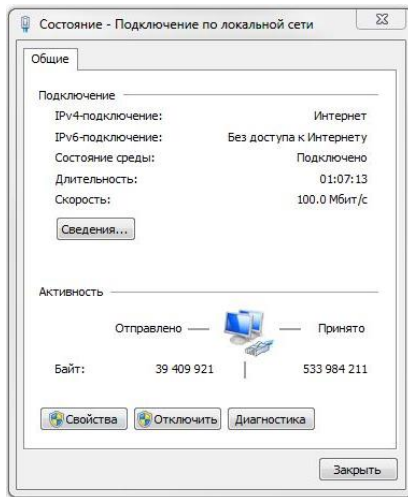 Состояние - Подключение по локальной сети
Общие
Подключение
IPv4-подключение: Интернет
IPv6-подключение: Без доступа к Интернету
Состояние среды: Подключено
Длительность: 01:07:13
Скорость: 100.0 Мбит/с
Сведения...
Активность
Отправлено — Принято
Байт: 39 409 921 | 533 984 211
Свойства Отключить Диагностика
Закрыть